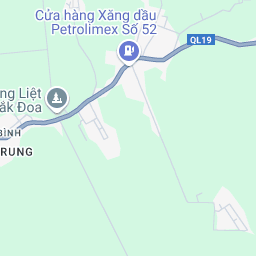 Cửa hàng Xăng dầu
Petrolimex Số 52
QL19
ng Liệt
ắk Đoa
BÌNH
RUNG